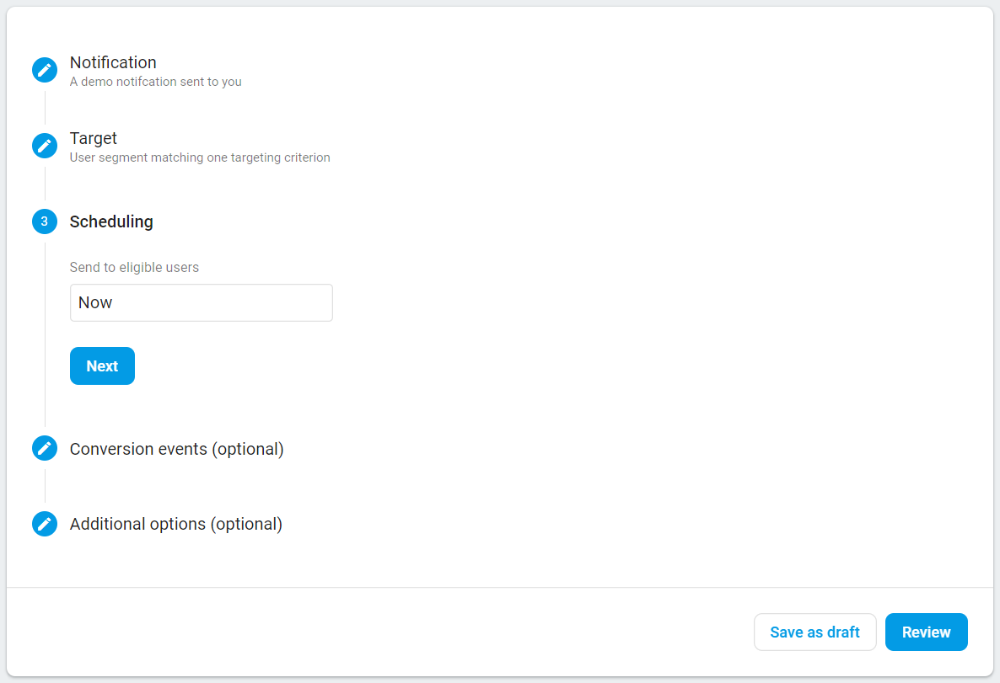 Notification
A demo notifcation sent to you
Target
User segment matching one targeting criterion
3
Scheduling
Send to eligible users
Now
Next
Conversion events (optional)
Additional options (optional)
Save as draft
Review